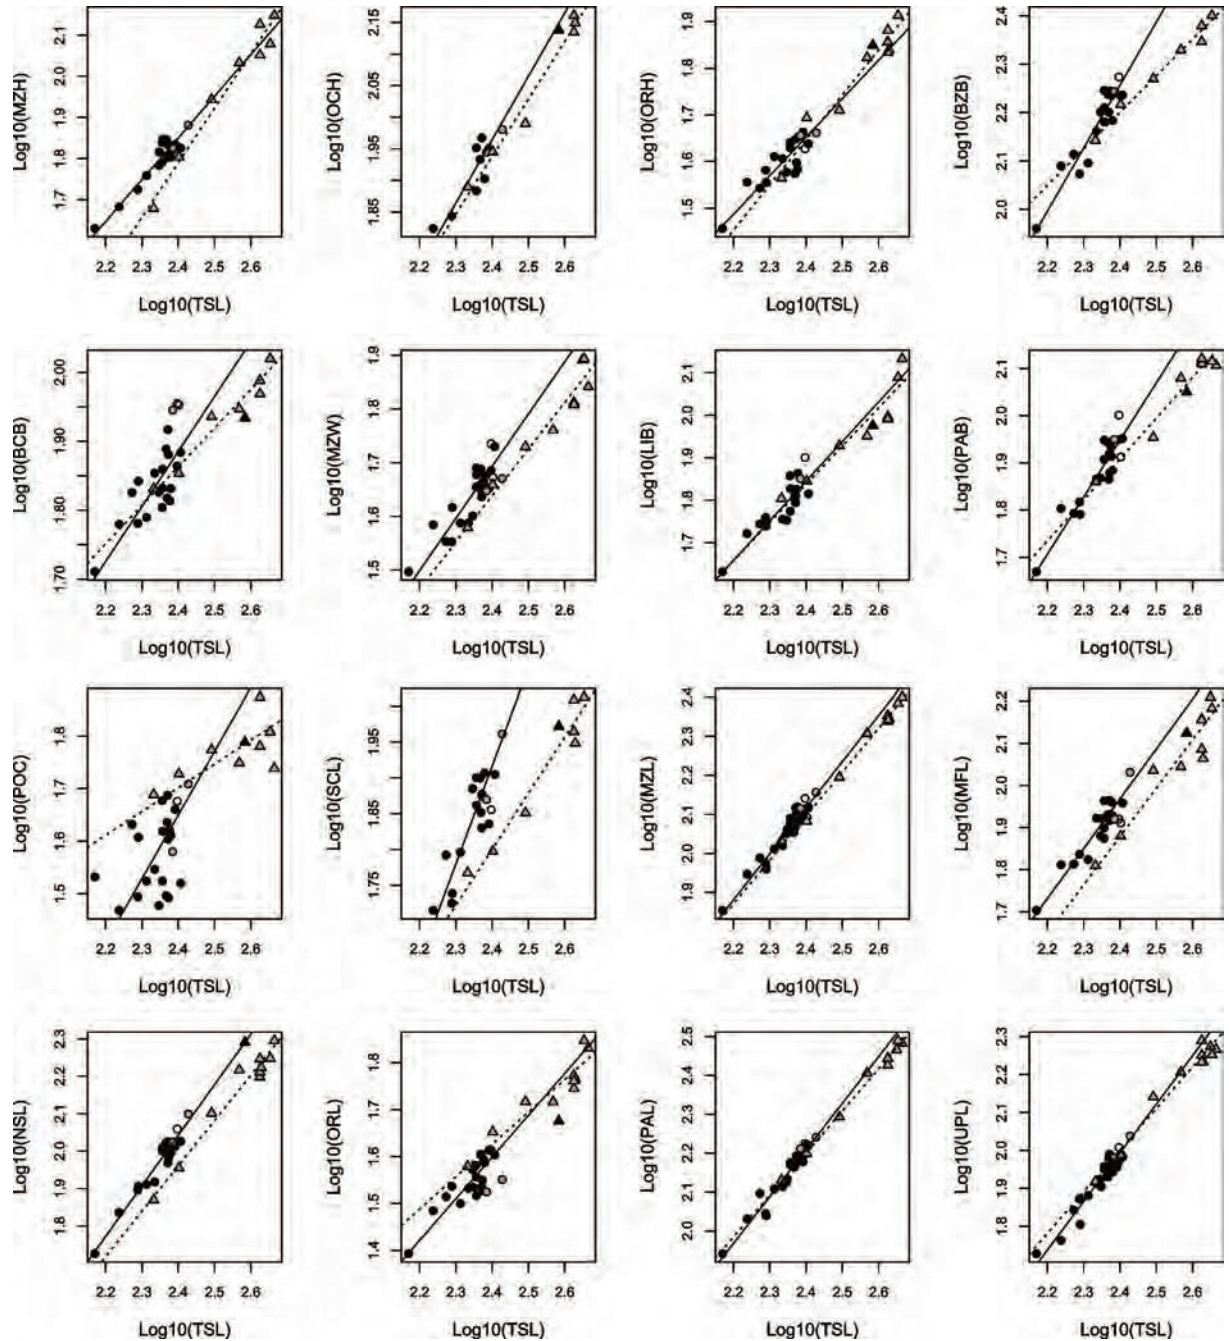 Log10(MZH)
2.1
2.0
1.9
1.8
1.7
2.2 2.3 2.4 2.5 2.6
Log10(TSL)
Log10(OCH)
2.15
2.05
1.95
1.85
2.2 2.3 2.4 2.5 2.6
Log10(TSL)
Log10(ORH)
1.9
1.8
1.7
1.6
1.5
2.2 2.3 2.4 2.5 2.6
Log10(TSL)
Log10(BZB)
2.4
2.3
2.2
2.1
2.0
2.2 2.3 2.4 2.5 2.6
Log10(TSL)
Log10(BCB)
2.00
1.90
1.80
1.70
2.2 2.3 2.4 2.5 2.6
Log10(TSL)
Log10(MZW)
1.9
1.8
1.7
1.6
1.5
2.2 2.3 2.4 2.5 2.6
Log10(TSL)
Log10(LIB)
2.1
2.0
1.9
1.8
1.7
2.2 2.3 2.4 2.5 2.6
Log10(TSL)
Log10(PAB)
2.1
2.0
1.9
1.8
1.7
2.2 2.3 2.4 2.5 2.6
Log10(TSL)
Log10(POC)
1.8
1.7
1.6
1.5
2.2 2.3 2.4 2.5 2.6
Log10(TSL)
Log10(SCL)
1.95
1.85
1.75
2.2 2.3 2.4 2.5 2.6
Log10(TSL)
Log10(MZL)
2.4
2.3
2.2
2.1
2.0
1.9
2.2 2.3 2.4 2.5 2.6
Log10(TSL)
Log10(MFL)
2.2
2.1
2.0
1.9
1.8
1.7
2.2 2.3 2.4 2.5 2.6
Log10(TSL)
Log10(NSL)
2.3
2.2
2.1
2.0
1.9
1.8
2.2 2.3 2.4 2.5 2.6
Log10(TSL)
Log10(ORL)
1.8
1.7
1.6
1.5
1.4
2.2 2.3 2.4 2.5 2.6
Log10(TSL)
Log10(PAL)
2.5
2.4
2.3
2.2
2.1
2.0
2.2 2.3 2.4 2.5 2.6
Log10(TSL)
Log10(UPL)
2.3
2.2
2.1
2.0
1.9
1.8
2.2 2.3 2.4 2.5 2.6
Log10(TSL)